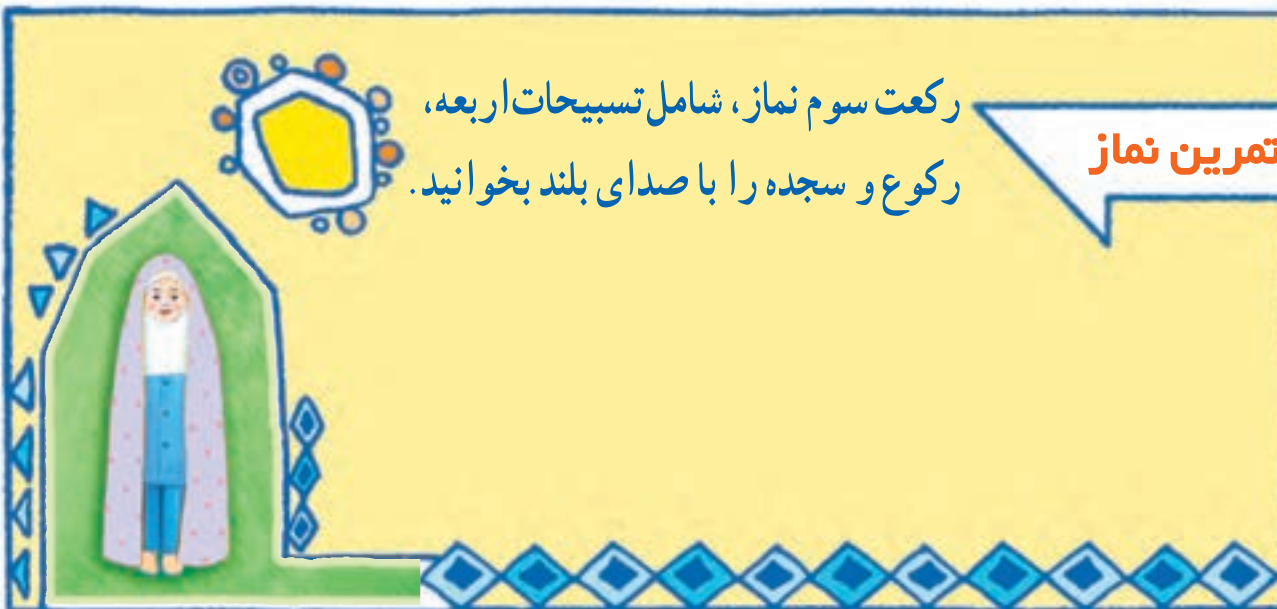 تمرین نماز
رکعت سوم نماز، شامل تسبیحات اربعه،
رکوع و سجده را با صدای بلند بخوانید.